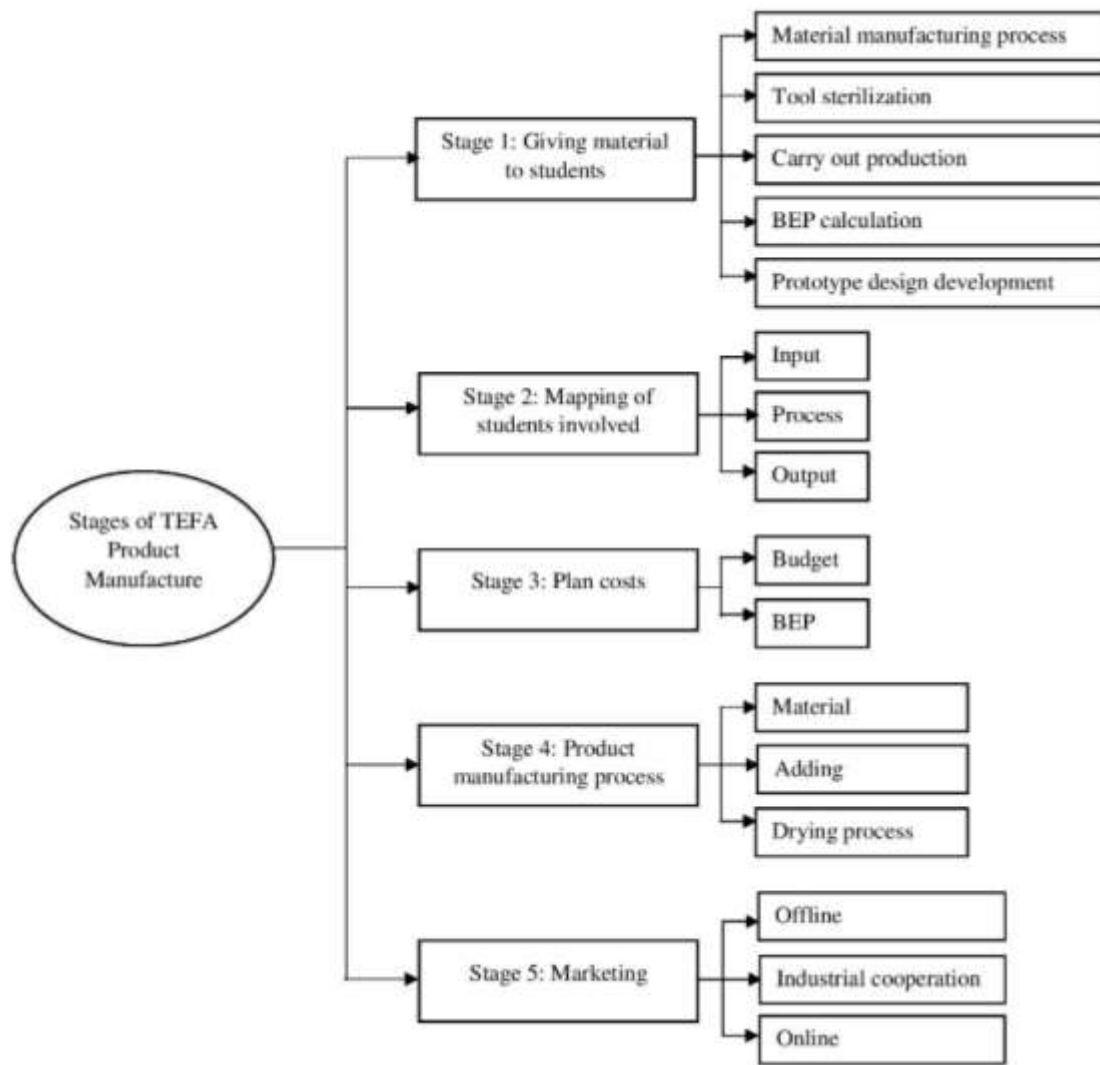 Stages of TEFA
Product
Manufacture
Stage 1: Giving material
to students
Material manufacturing process
Tool sterilization
Carry out production
BEP calculation
Prototype design development
Stage 2: Mapping of
students involved
Input
Process
Output
Stage 3: Plan costs
Budget
BEP
Stage 4: Product
manufacturing process
Material
Adding
Drying process
Stage 5: Marketing
Offline
Industrial cooperation
Online